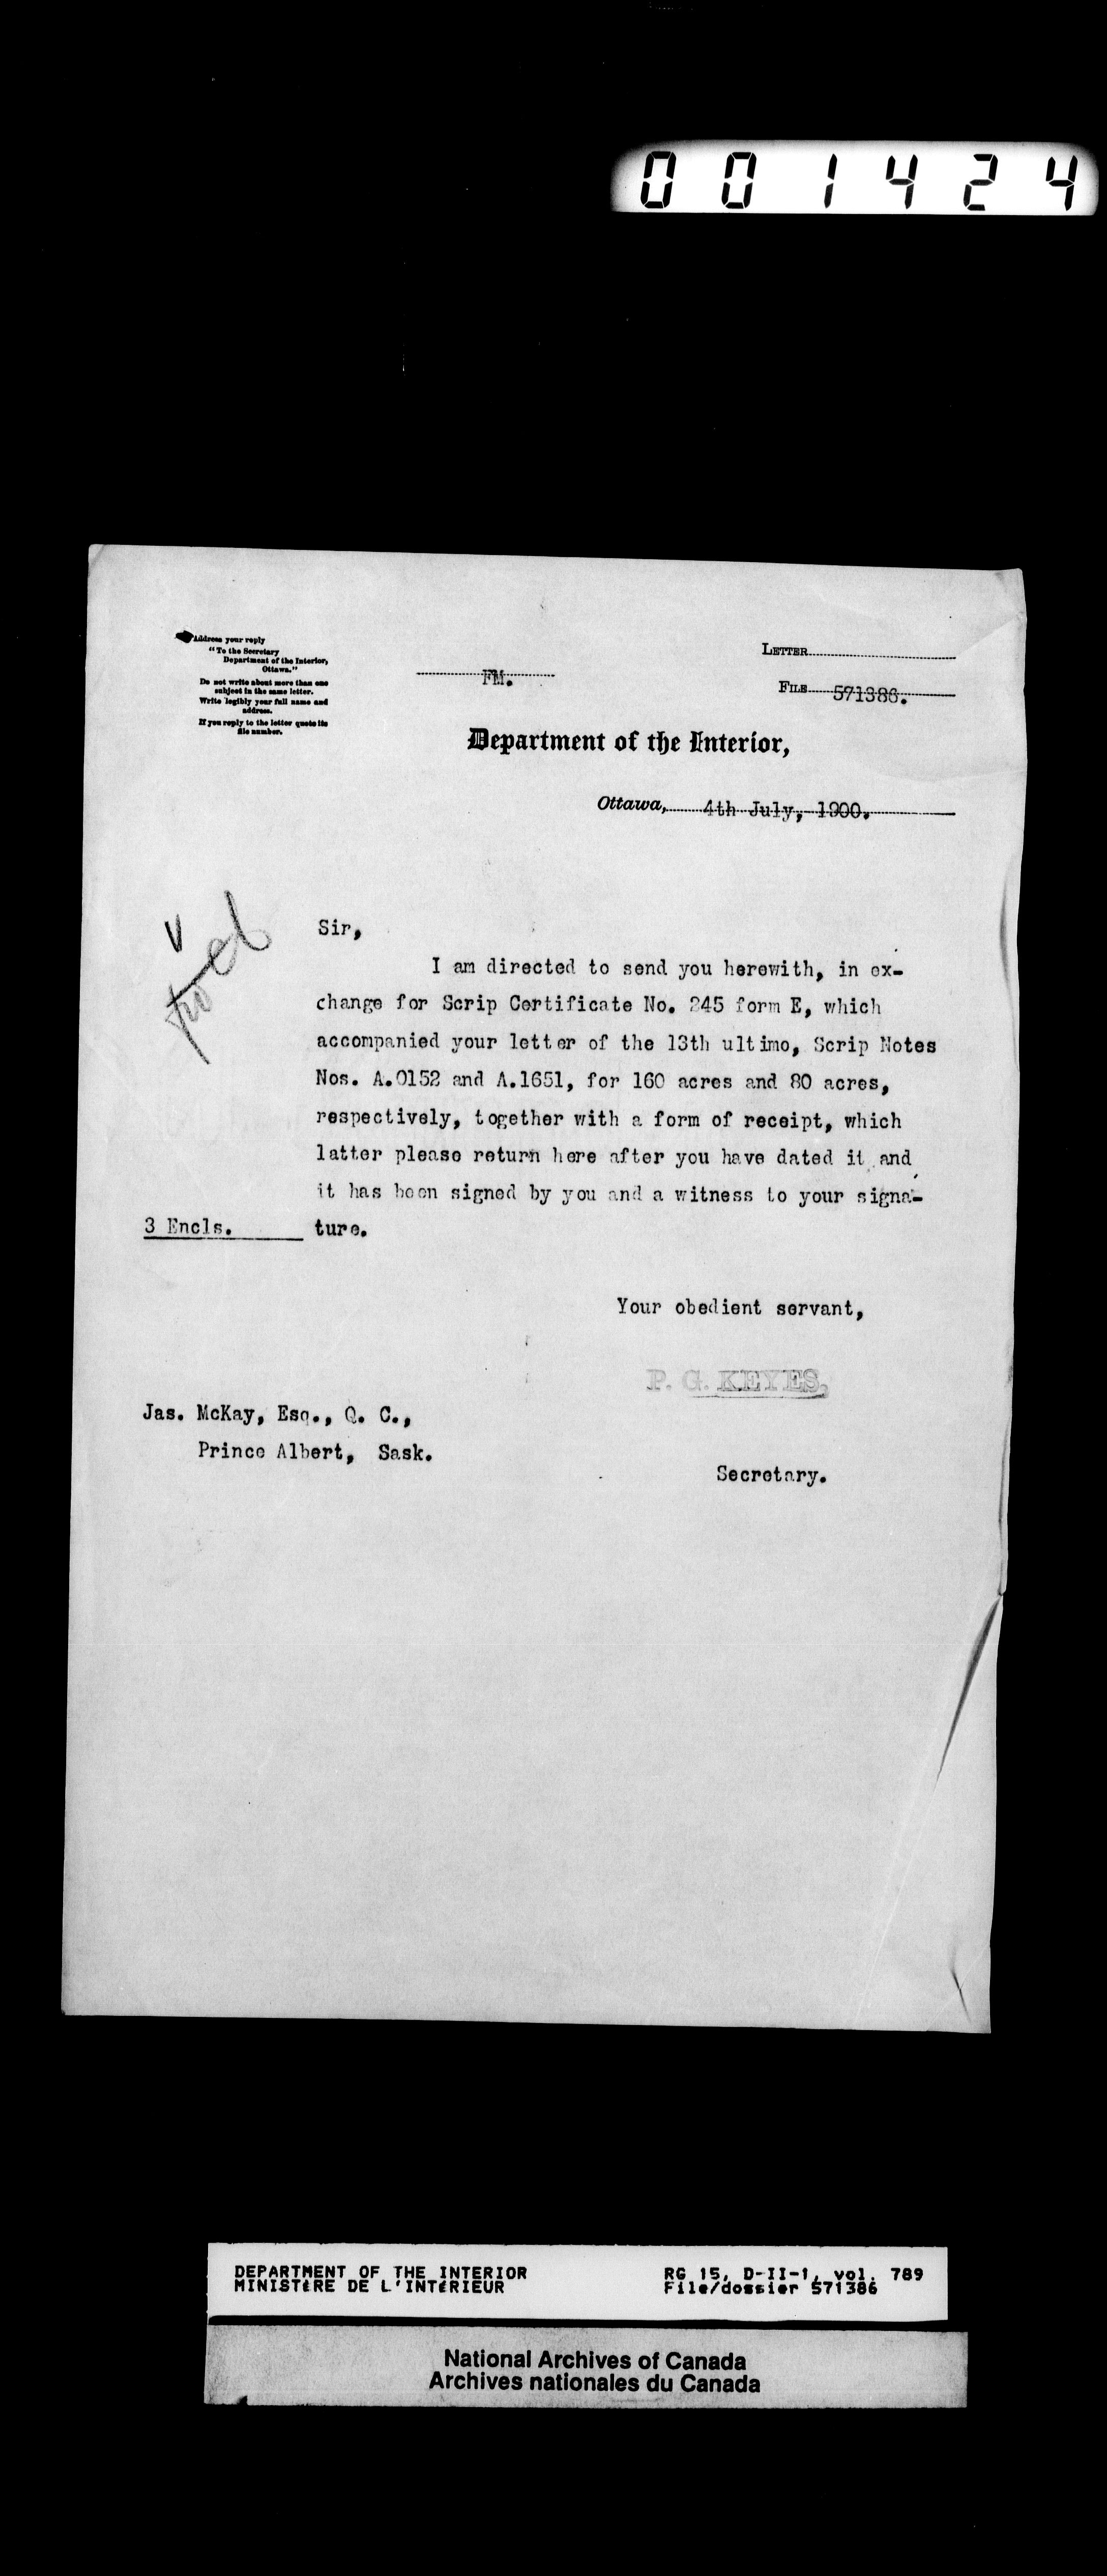 001424
Address your reply
"To the Secretary
Department of the Interior,
Ottawa."
Do not write about more than one
subject in the same letter.
Write legibly your full name and
address.
If you reply to the letter quote its
file number.
FM.
LETTER
FILE 571386.
Department of the Interior,
Ottawa, 4th July, 1900.
Sir,
I am directed to send you herewith, in ex-
change for Scrip Certificate No. 245 form E, which
accompanied your letter of the 13th ultimo, Scrip Notes
Nos. A.0152 and A.1651, for 160 acres and 80 acres,
respectively, together with a form of receipt, which
latter please return here after you have dated it and
it has been signed by you and a witness to your signa-
3 Encls. ture.
Your obedient servant,
P. G. KEYES,
Jas. McKay, Esq., Q. C.,
Prince Albert, Sask.
Secretary.
DEPARTMENT OF THE INTERIOR
MINISTÈRE DE L'INTÉRIEUR
RG 15, D-II-1, vol. 789
File/dossier 571386
National Archives of Canada
Archives nationales du Canada